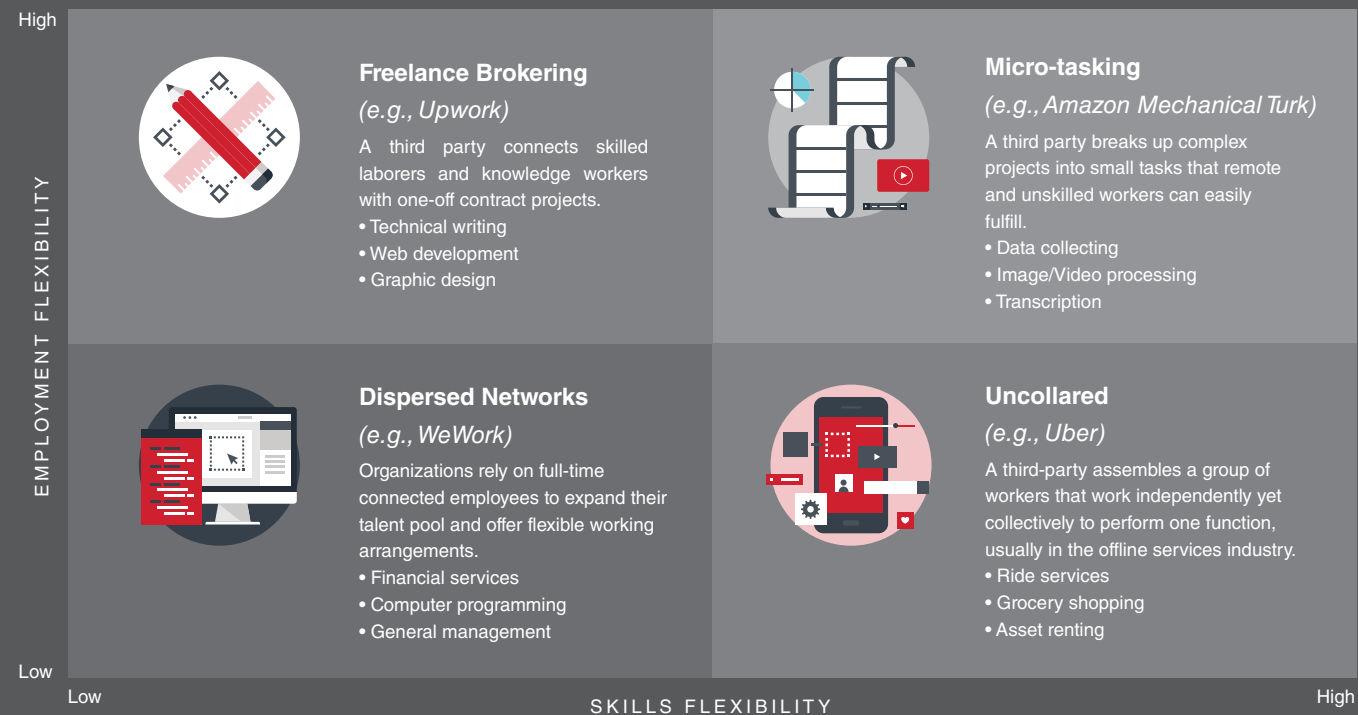 High
EMPLOYMENT FLEXIBILITY
Freelance Brokering
(e.g., Upwork)
A third party connects skilled
laborers and knowledge workers
with one-off contract projects.
• Technical writing
• Web development
• Graphic design
Micro-tasking
(e.g., Amazon Mechanical Turk)
A third party breaks up complex
projects into small tasks that remote
and unskilled workers can easily
fulfill.
• Data collecting
• Image/Video processing
• Transcription
Dispersed Networks
(e.g., WeWork)
Organizations rely on full-time
connected employees to expand their
talent pool and offer flexible working
arrangements.
• Financial services
• Computer programming
• General management
Uncollared
(e.g., Uber)
A third-party assembles a group of
workers that work independently yet
collectively to perform one function,
usually in the offline services industry.
• Ride services
• Grocery shopping
• Asset renting
Low
Low
SKILLS FLEXIBILITY
High